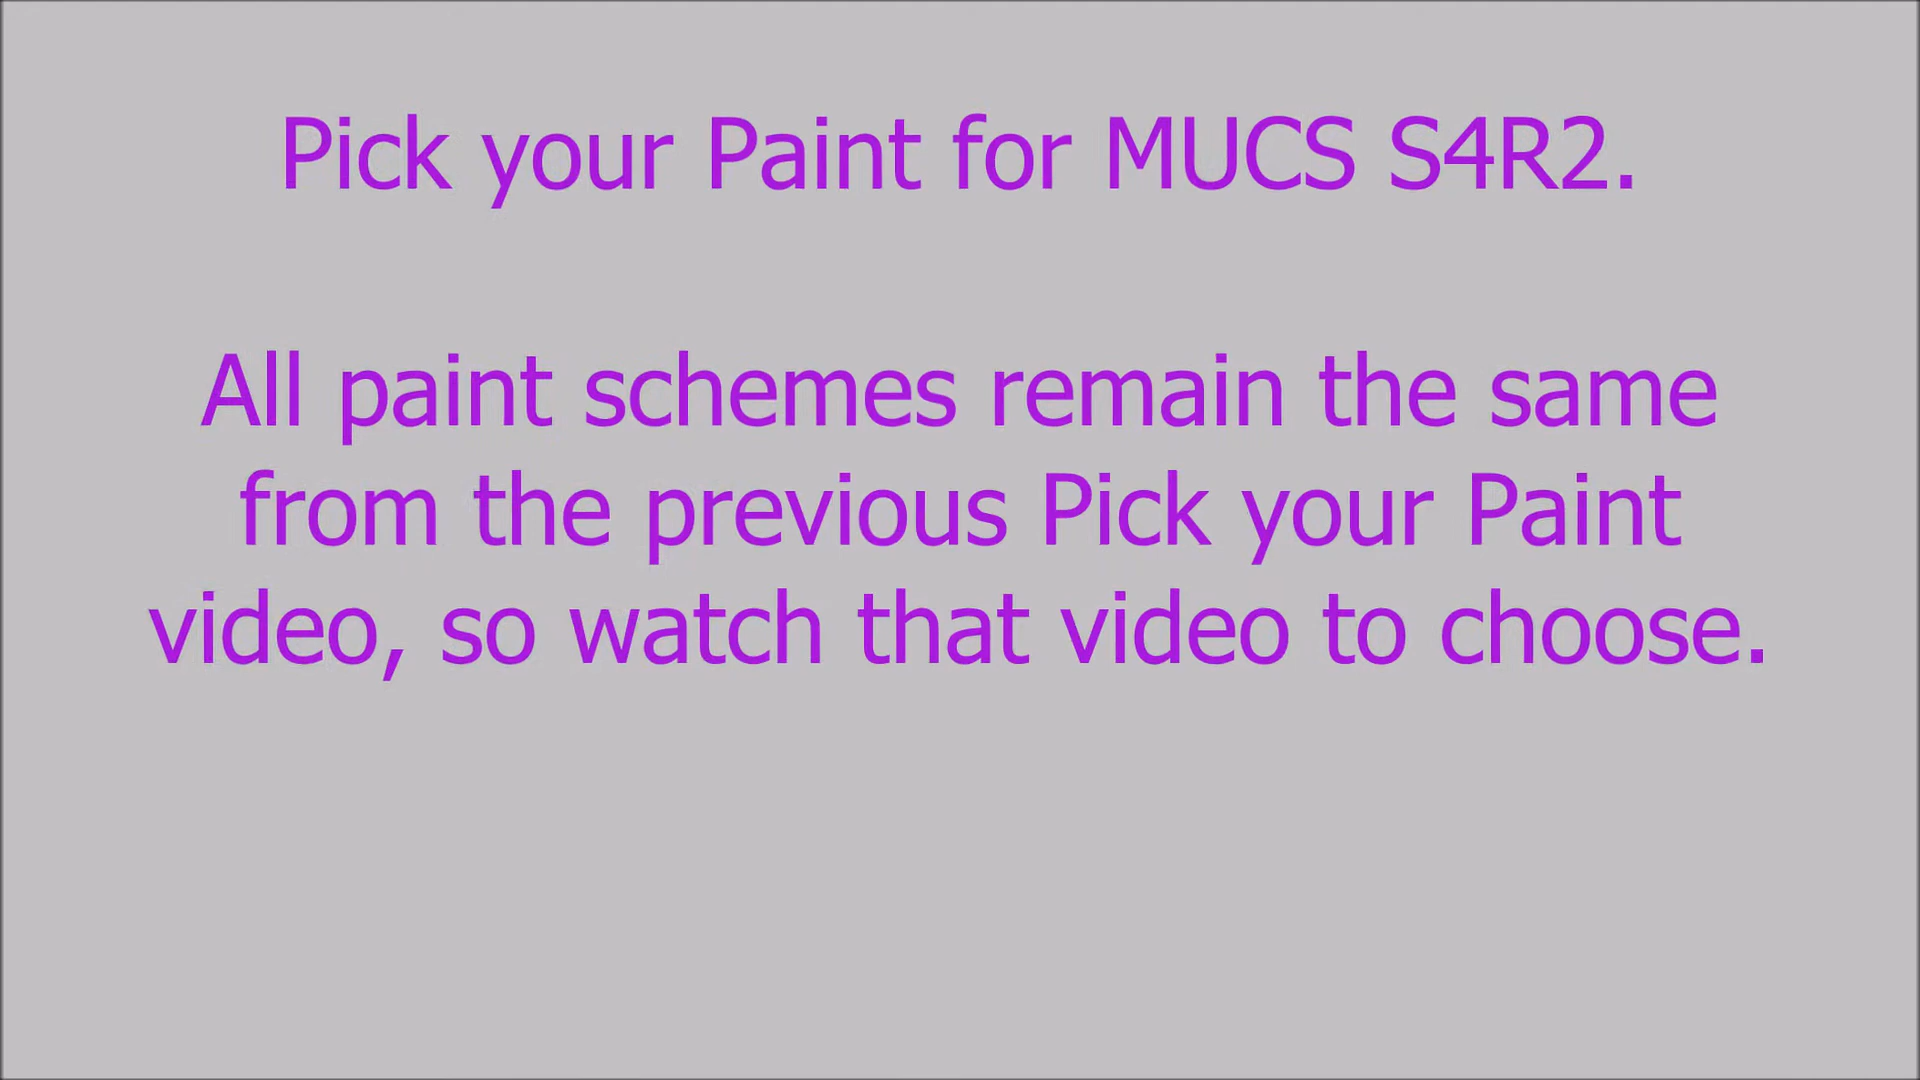 Pick your Paint for MUCS S4R2.
All paint schemes remain the same
from the previous Pick your Paint
video, so watch that video to choose.